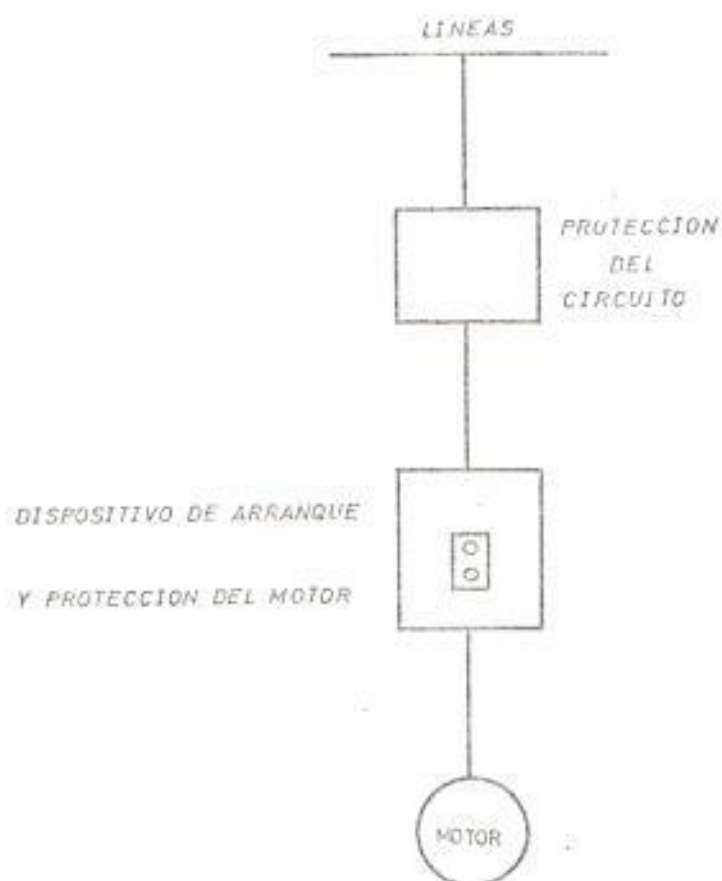 LINEAS
PROTECCION
DEL
CIRCUITO
DISPOSITIVO DE ARRANQUE
Y PROTECCION DEL MOTOR
MOTOR